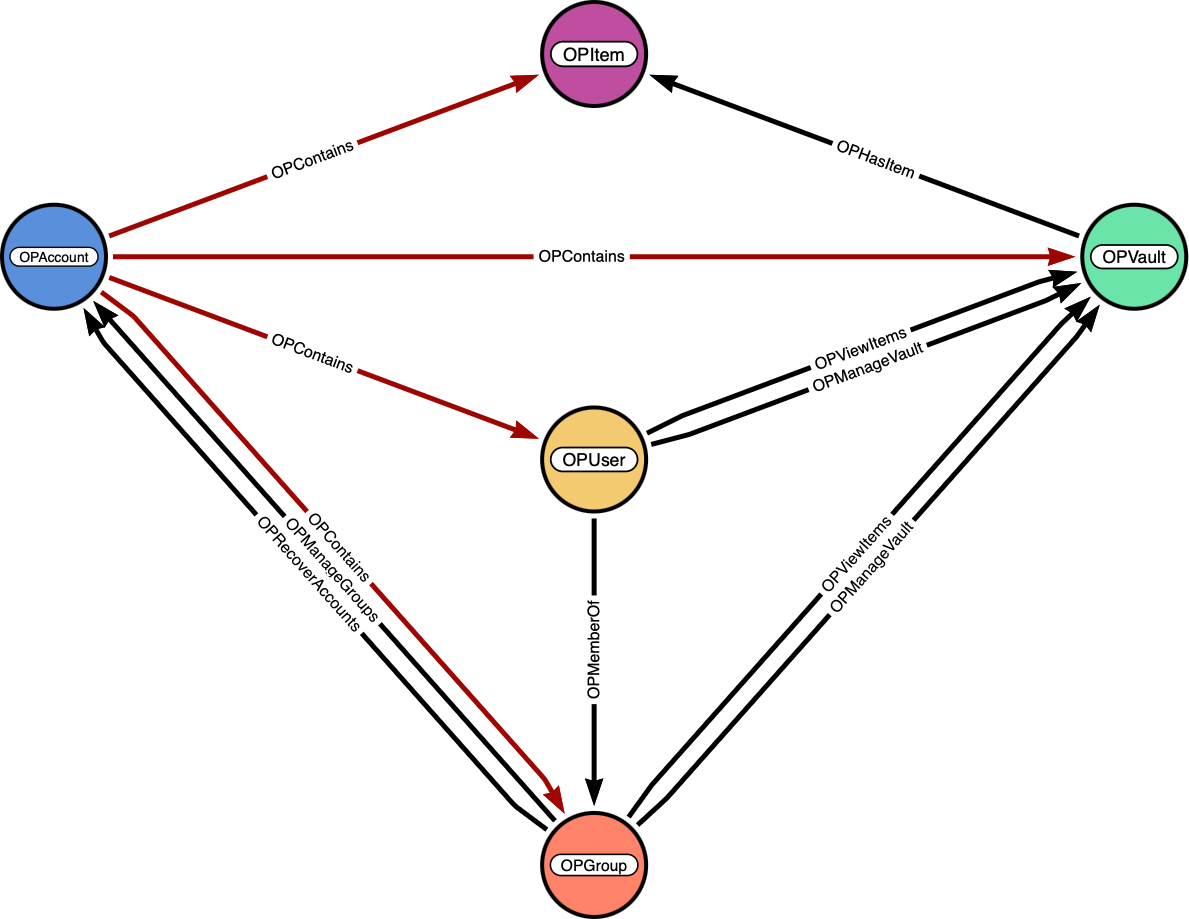 OPItem
OPContains
OPHasItem
OPAccount
OPContains
OPVault
OPContains
OPViewItems
OPManageVault
OPUser
OPContains
OPManageGroups
OPRecoverAccounts
OPViewItems
OPManageVault
OPMemberOf
OPGroup